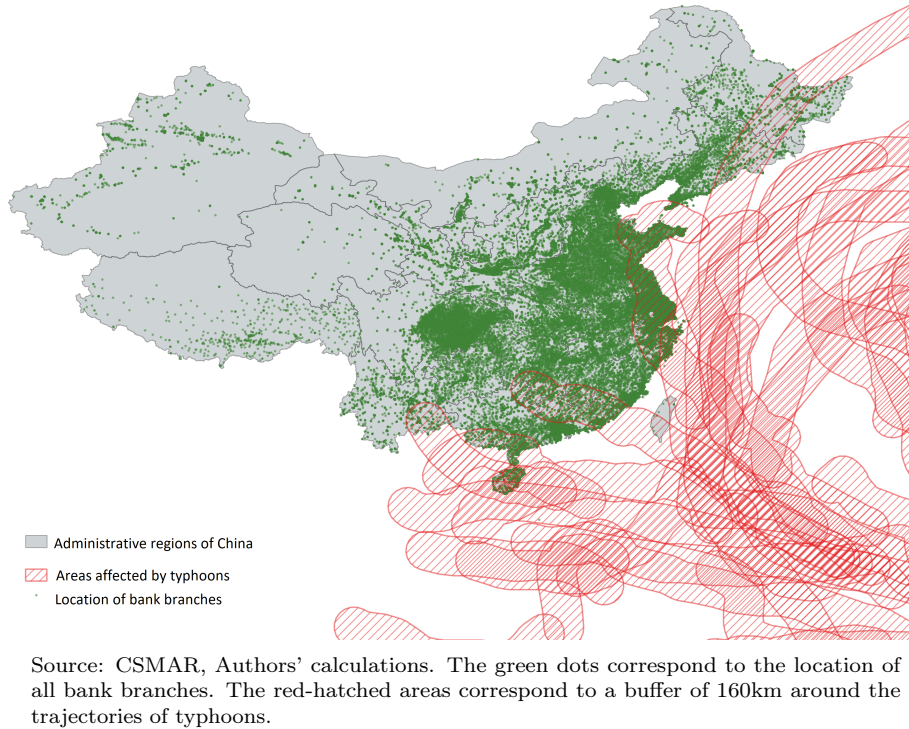 Administrative regions of China
Areas affected by typhoons
Location of bank branches
Source: CSMAR, Authors' calculations. The green dots correspond to the location of
all bank branches. The red-hatched areas correspond to a buffer of 160km around the
trajectories of typhoons.